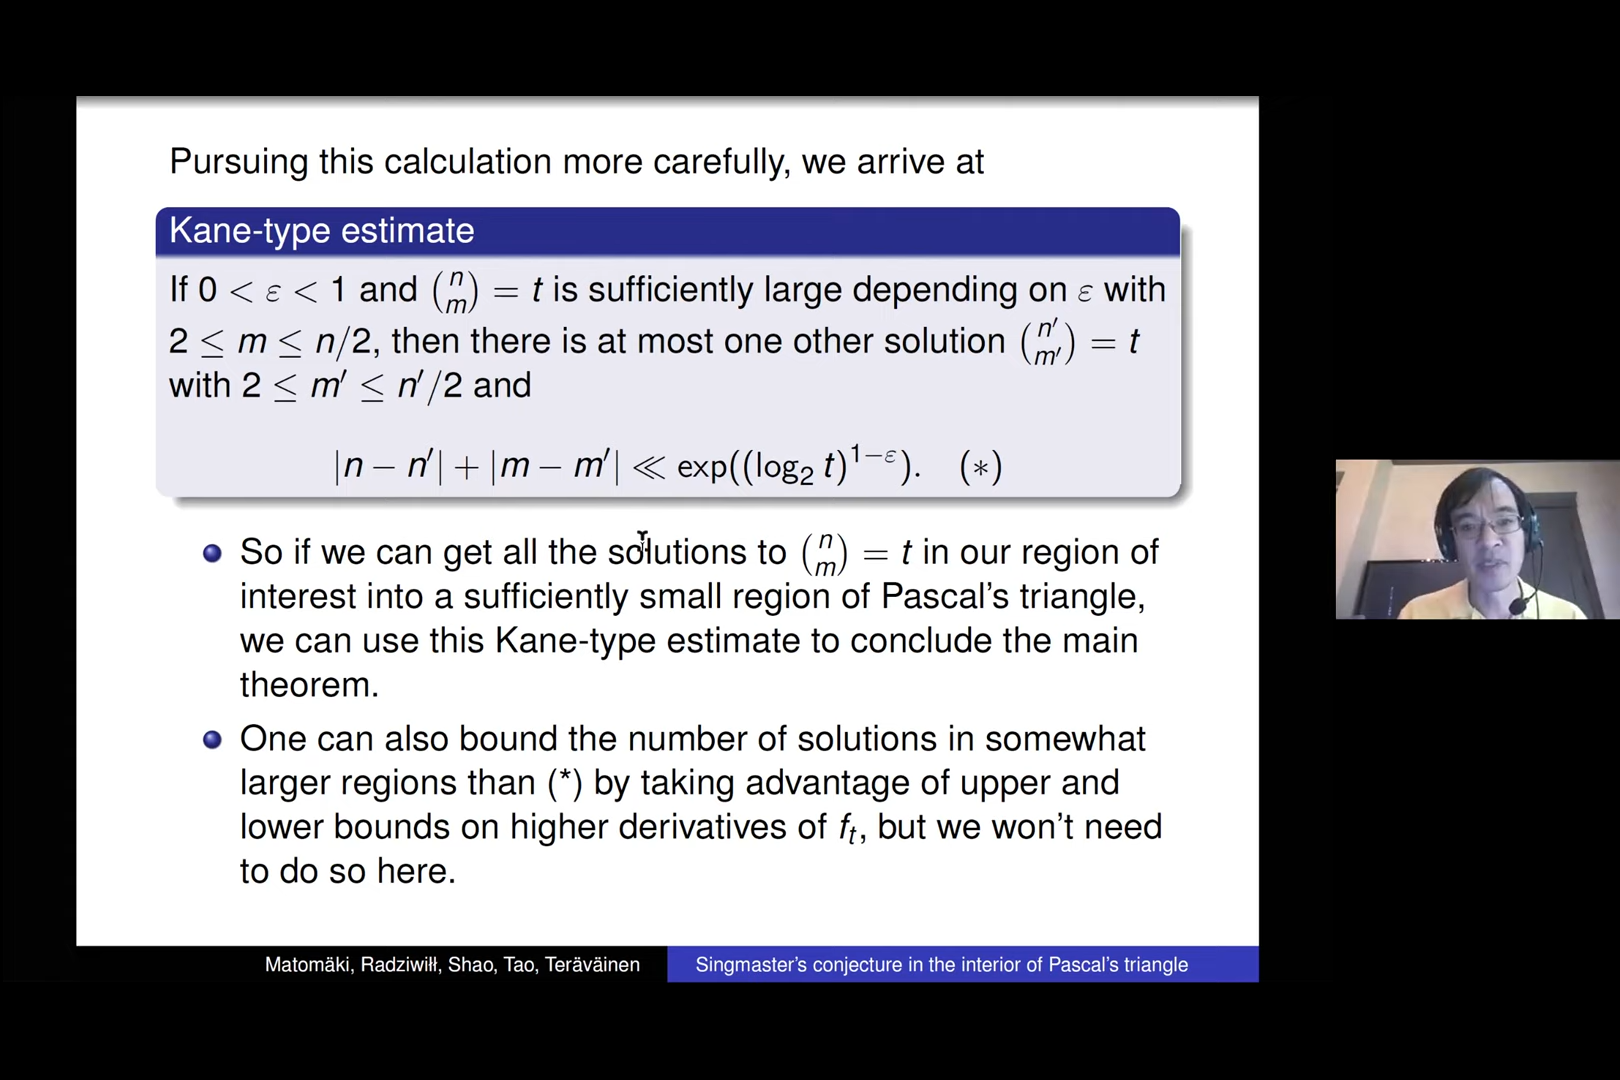 Pursuing this calculation more carefully, we arrive at
Kane-type estimate
If 0 < ε < 1 and (n m) = t is sufficiently large depending on ε with
2 ≤ m ≤ n/2, then there is at most one other solution (n′ m′) = t
with 2 ≤ m′ ≤ n′/2 and
|n − n′| + |m − m′| ≪ exp((log₂ t)¹⁻ᵋ). (∗)
So if we can get all the solutions to (n m) = t in our region of
interest into a sufficiently small region of Pascal's triangle,
we can use this Kane-type estimate to conclude the main
theorem.
One can also bound the number of solutions in somewhat
larger regions than (*) by taking advantage of upper and
lower bounds on higher derivatives of fₜ, but we won't need
to do so here.
Matomäki, Radziwiłł, Shao, Tao, Teräväinen
Singmaster's conjecture in the interior of Pascal's triangle